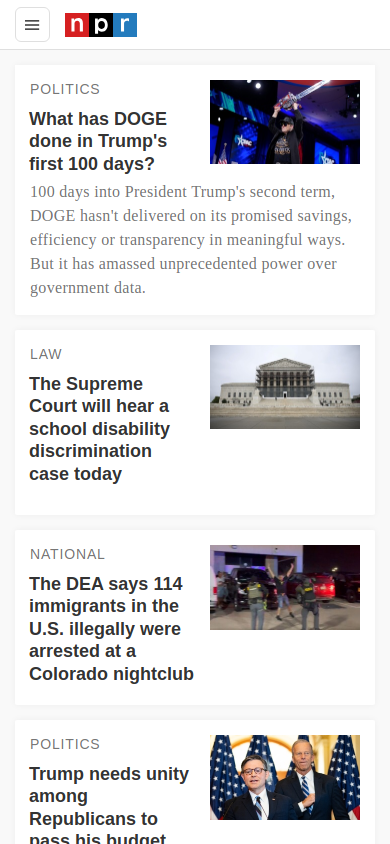 npr
POLITICS
What has DOGE
done in Trump's
first 100 days?
100 days into President Trump's second term,
DOGE hasn't delivered on its promised savings,
efficiency or transparency in meaningful ways.
But it has amassed unprecedented power over
government data.
LAW
The Supreme
Court will hear a
school disability
discrimination
case today
NATIONAL
The DEA says 114
immigrants in the
U.S. illegally were
arrested at a
Colorado nightclub
POLITICS
Trump needs unity
among
Republicans to
pass his budget